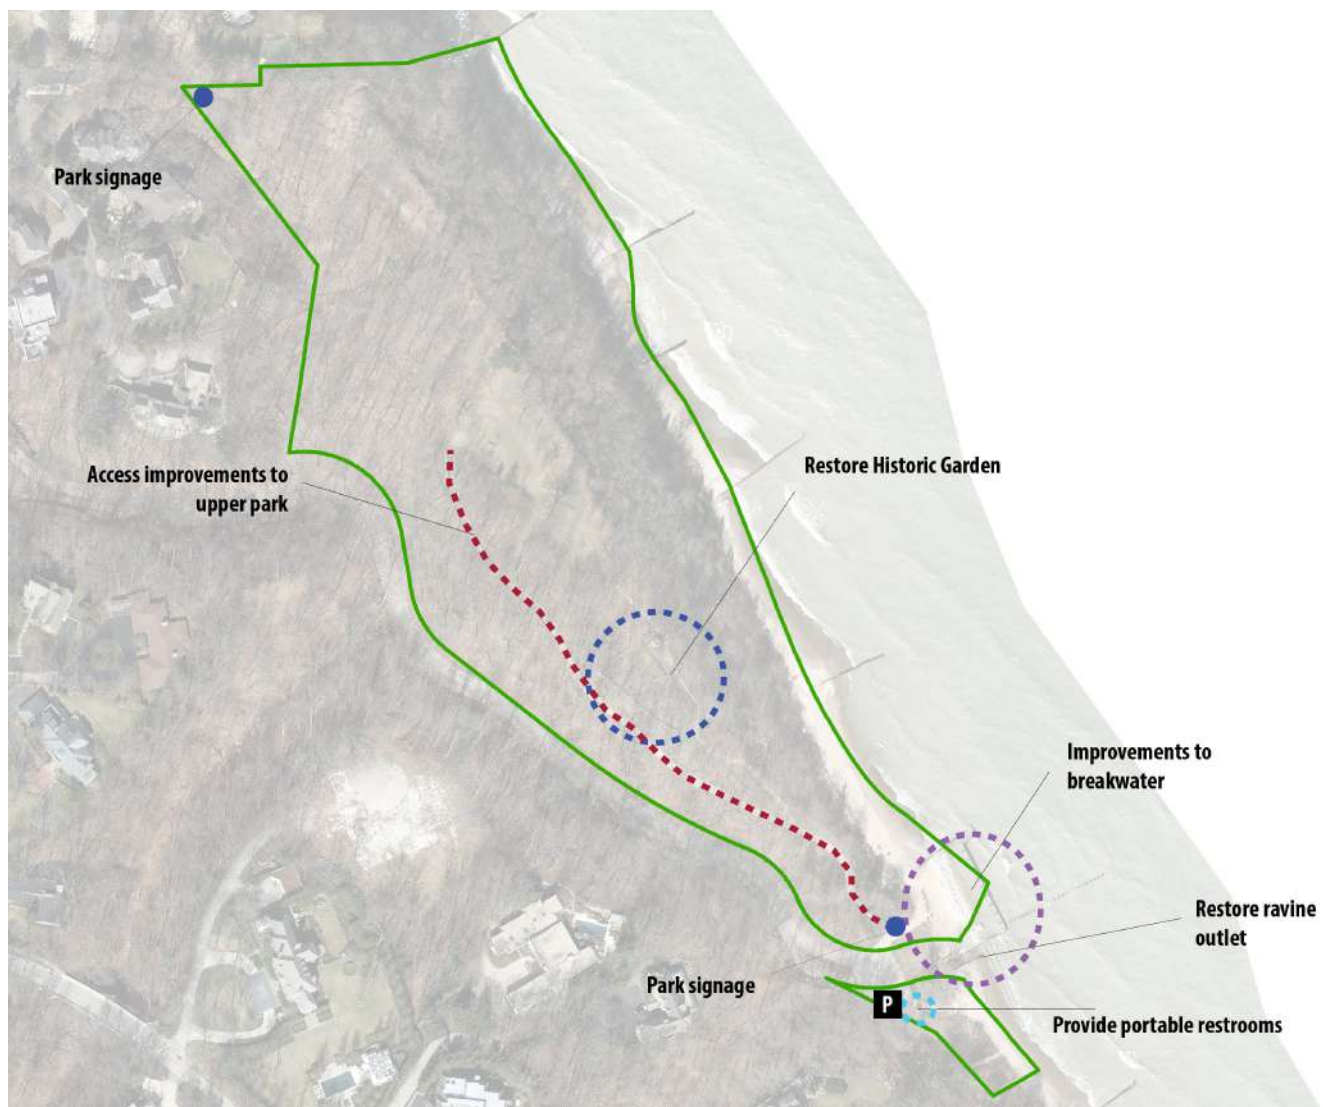 Park signage
Access improvements to
upper park
Restore Historic Garden
Improvements to
breakwater
Restore ravine
outlet
Park signage
P
Provide portable restrooms